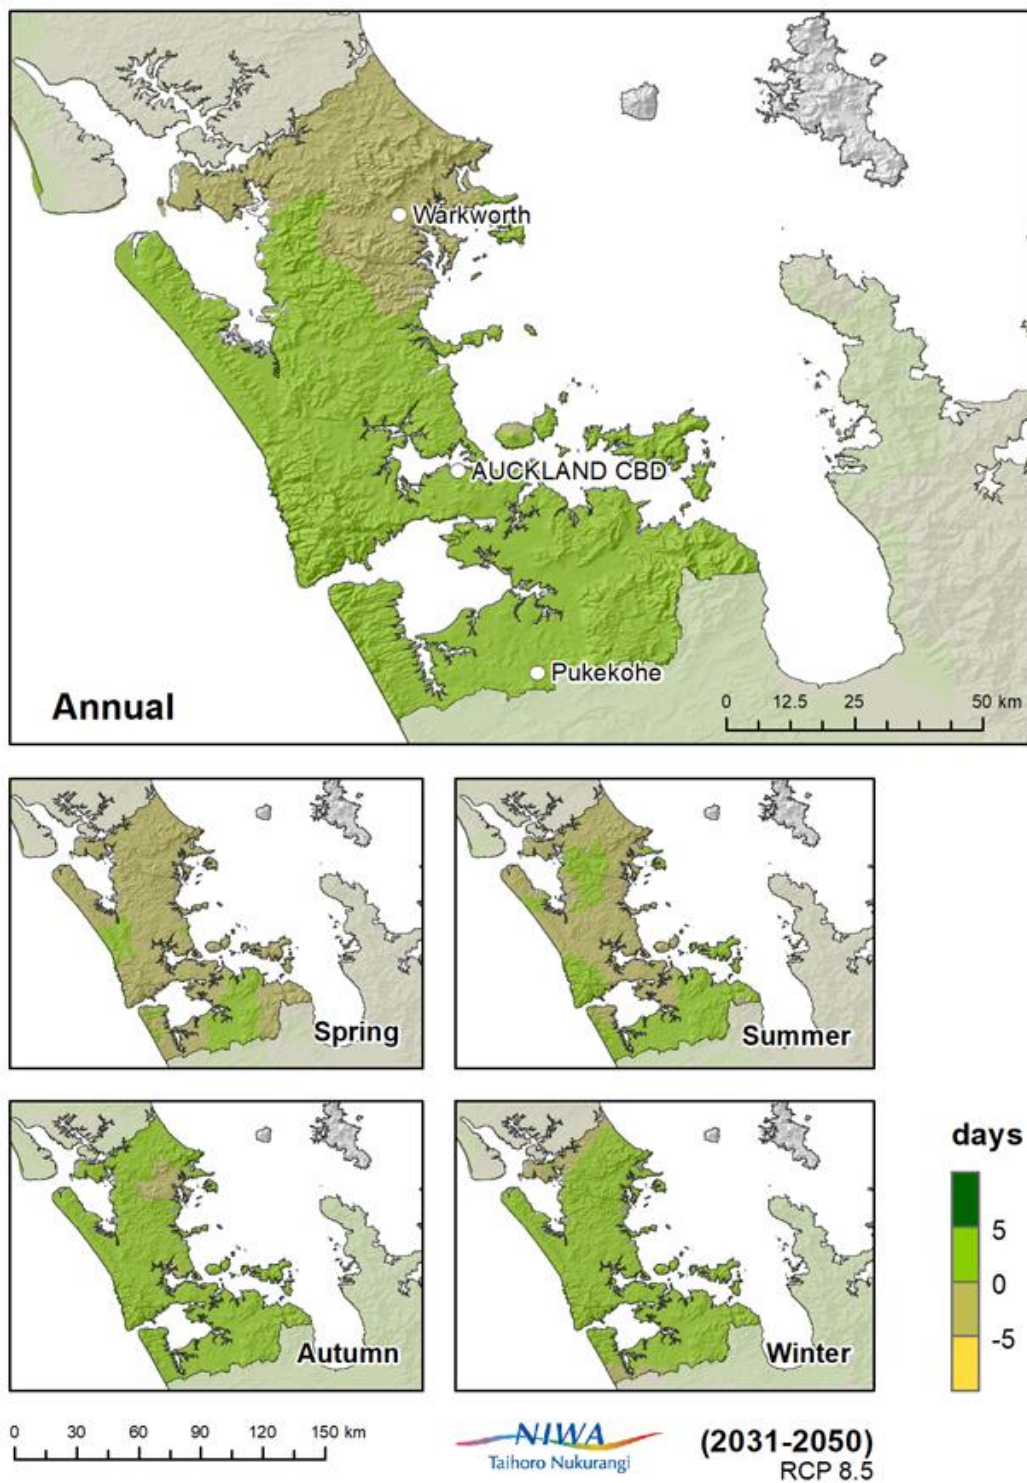 Warkworth
AUCKLAND CBD
Pukekohe
Annual
0 12.5 25 50 km
Spring
Summer
Autumn
Winter
days
5
0
-5
0 30 60 90 120 150 km
NIWA
Taihoro Nukurangi
(2031-2050)
RCP 8.5